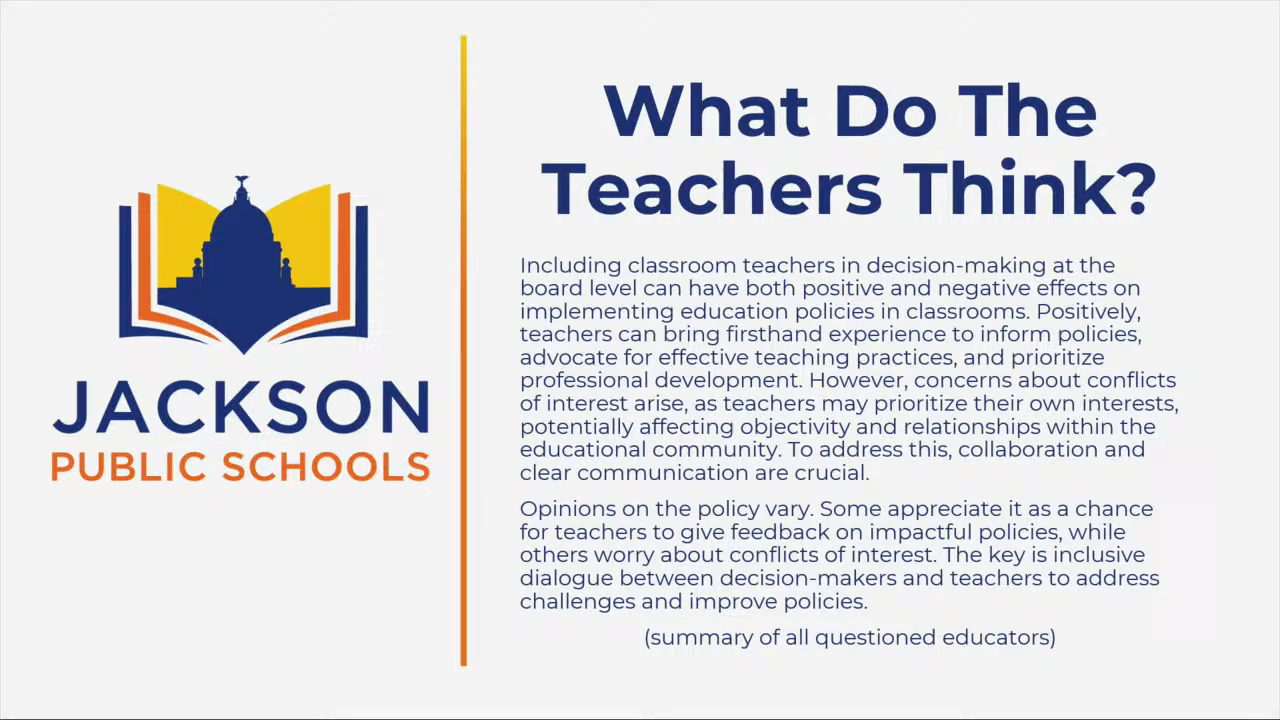 JACKSON
PUBLIC SCHOOLS
What Do The
Teachers Think?
Including classroom teachers in decision-making at the
board level can have both positive and negative effects on
implementing education policies in classrooms. Positively,
teachers can bring firsthand experience to inform policies,
advocate for effective teaching practices, and prioritize
professional development. However, concerns about conflicts
of interest arise, as teachers may prioritize their own interests,
potentially affecting objectivity and relationships within the
educational community. To address this, collaboration and
clear communication are crucial.
Opinions on the policy vary. Some appreciate it as a chance
for teachers to give feedback on impactful policies, while
others worry about conflicts of interest. The key is inclusive
dialogue between decision-makers and teachers to address
challenges and improve policies.
(summary of all questioned educators)